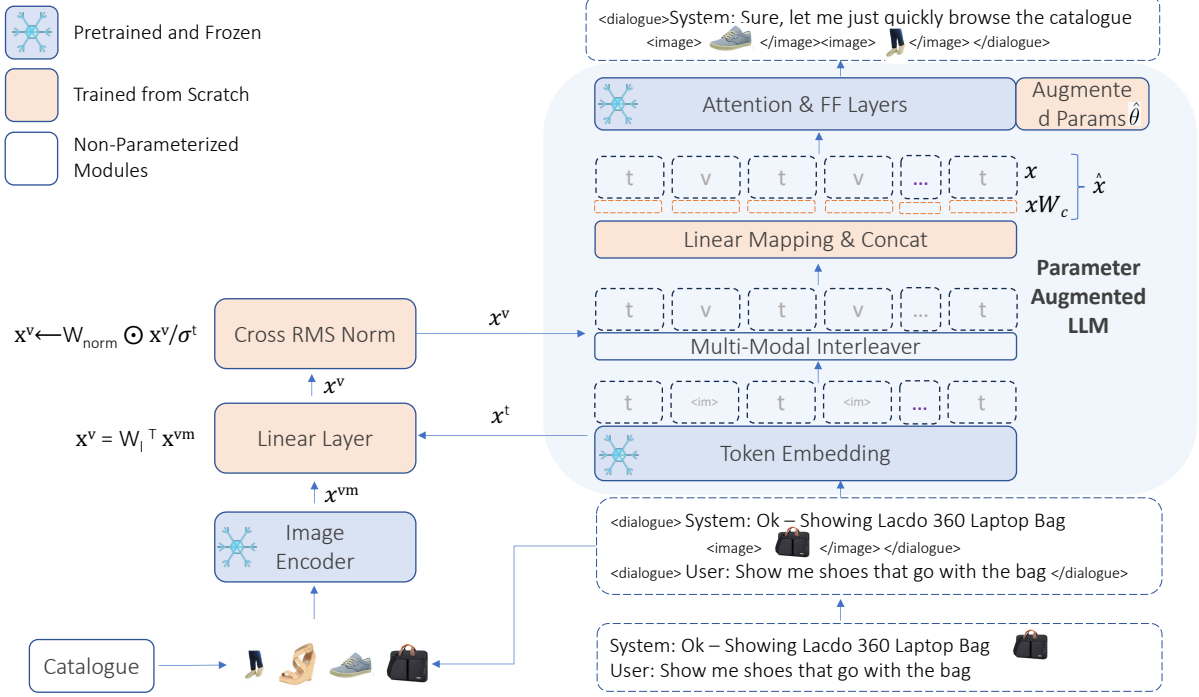 Pretrained and Frozen
Trained from Scratch
Non-Parameterized
Modules
<dialogue>System: Sure, let me just quickly browse the catalogue
<image> </image><image> </image> </dialogue>
Attention & FF Layers
Augmente
d Params θ̂
t v t v ... t
x
xW_c
x̂
Linear Mapping & Concat
Parameter
Augmented
LLM
t v t v ... t
Multi-Modal Interleaver
x^v
Cross RMS Norm
x^v⟵W_norm ⊙ x^v/σ^t
x^v
t <im> t <im> ... t
x^t
Linear Layer
x^v = W_l^T x^vm
Token Embedding
x^vm
Image
Encoder
<dialogue> System: Ok – Showing Lacdo 360 Laptop Bag
<image> </image> </dialogue>
<dialogue> User: Show me shoes that go with the bag </dialogue>
System: Ok – Showing Lacdo 360 Laptop Bag
User: Show me shoes that go with the bag
Catalogue